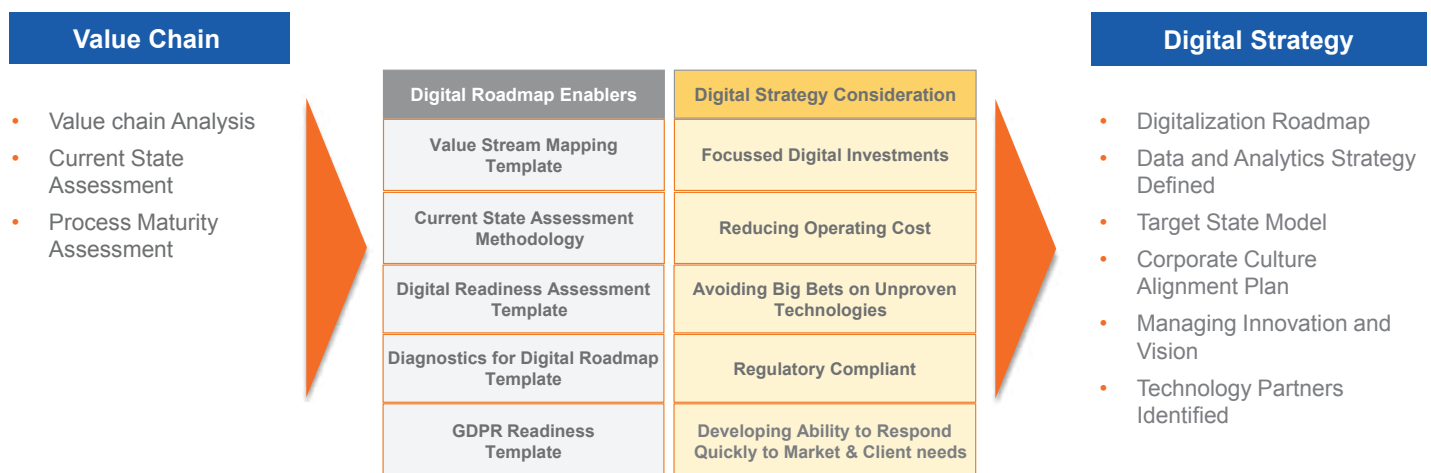 Value Chain
• Value chain Analysis
• Current State
Assessment
• Process Maturity
Assessment
Digital Roadmap Enablers
Value Stream Mapping
Template
Current State Assessment
Methodology
Digital Readiness Assessment
Template
Diagnostics for Digital Roadmap
Template
GDPR Readiness
Template
Digital Strategy Consideration
Focussed Digital Investments
Reducing Operating Cost
Avoiding Big Bets on Unproven
Technologies
Regulatory Compliant
Developing Ability to Respond
Quickly to Market & Client needs
Digital Strategy
• Digitalization Roadmap
• Data and Analytics Strategy
Defined
• Target State Model
• Corporate Culture
Alignment Plan
• Managing Innovation and
Vision
• Technology Partners
Identified